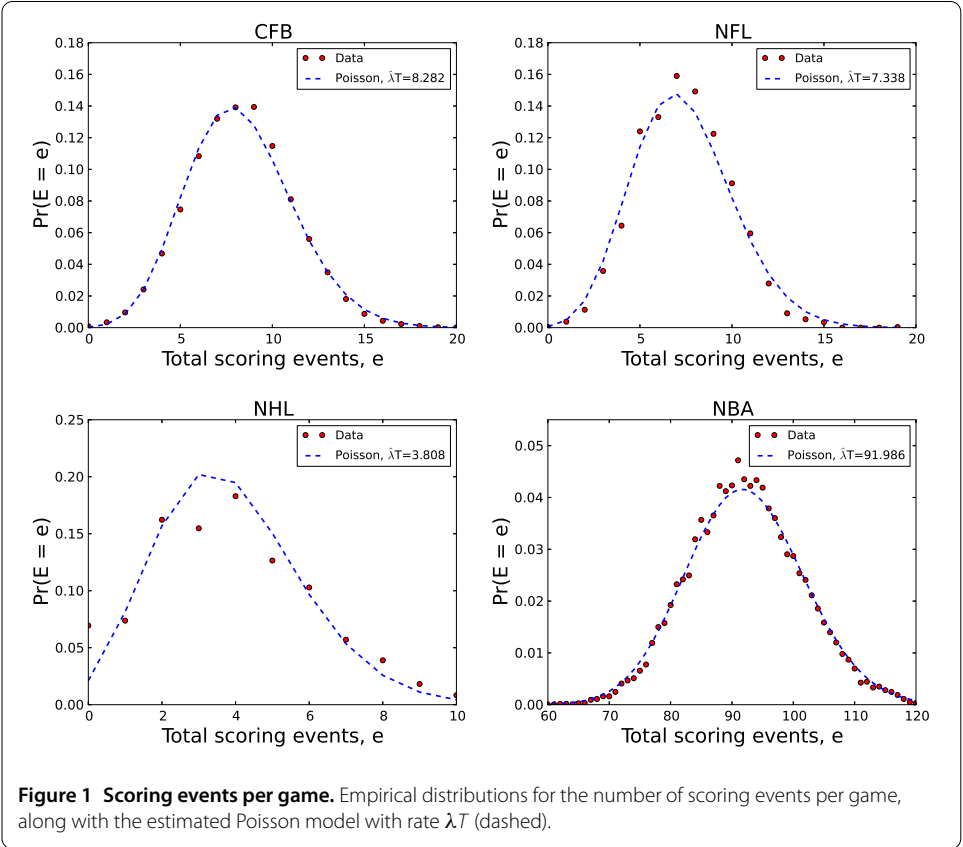 CFB
0.18
0.16
0.14
0.12
0.10
0.08
0.06
0.04
0.02
0.00
Pr(E = e)
0 5 10 15 20
Total scoring events, e
Data
Poisson, λ̂T=8.282
NFL
0.18
0.16
0.14
0.12
0.10
0.08
0.06
0.04
0.02
0.00
Pr(E = e)
0 5 10 15 20
Total scoring events, e
Data
Poisson, λ̂T=7.338
NHL
0.25
0.20
0.15
0.10
0.05
0.00
Pr(E = e)
0 2 4 6 8 10
Total scoring events, e
Data
Poisson, λ̂T=3.808
NBA
0.05
0.04
0.03
0.02
0.01
0.00
Pr(E = e)
60 70 80 90 100 110 120
Total scoring events, e
Data
Poisson, λ̂T=91.986
Figure 1 Scoring events per game. Empirical distributions for the number of scoring events per game,
along with the estimated Poisson model with rate λT (dashed).